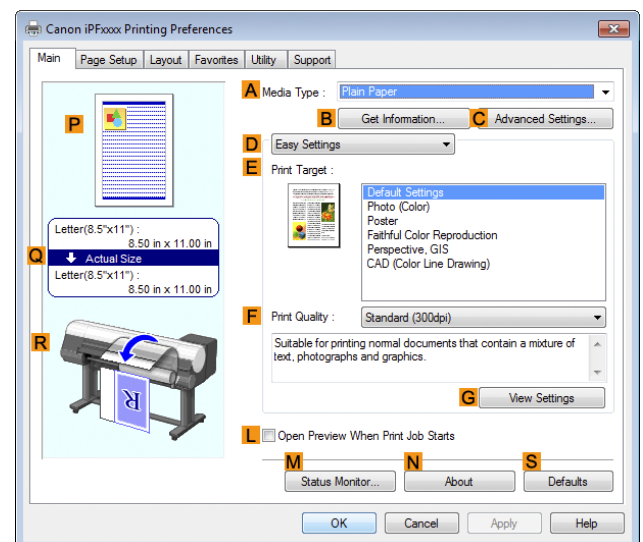 Canon iPFxxxx Printing Preferences
Main Page Setup Layout Favorites Utility Support
A Media Type : Plain Paper
B Get Information... C Advanced Settings...
D Easy Settings
E Print Target :
Default Settings
Photo (Color)
Poster
Faithful Color Reproduction
Perspective, GIS
CAD (Color Line Drawing)
F Print Quality : Standard (300dpi)
Suitable for printing normal documents that contain a mixture of
text, photographs and graphics.
G View Settings
L Open Preview When Print Job Starts
M Status Monitor... N About S Defaults
P
Letter(8.5"x11") :
8.50 in x 11.00 in
Q Actual Size
Letter(8.5"x11") :
8.50 in x 11.00 in
R
R
OK Cancel Apply Help